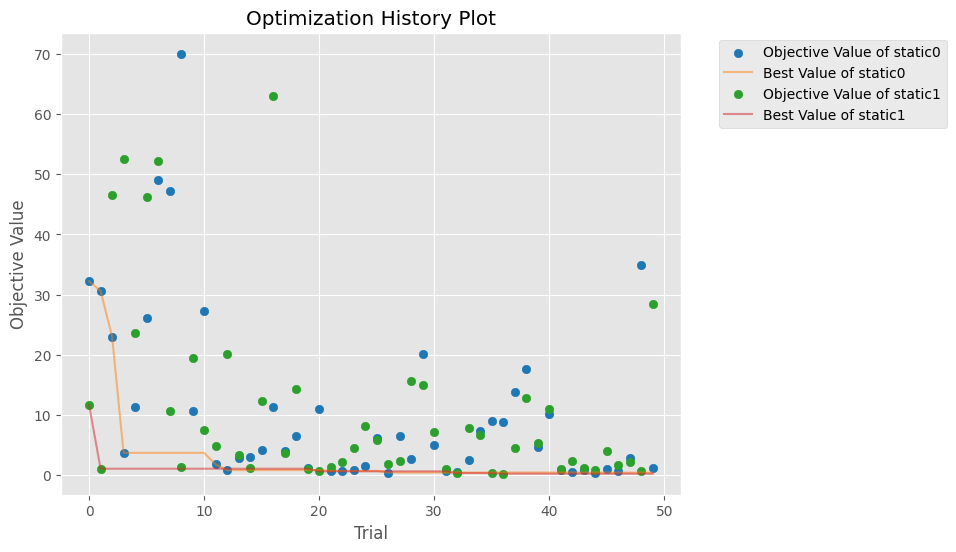 Optimization History Plot
Objective Value of static0
Best Value of static0
Objective Value of static1
Best Value of static1
Objective Value
70
60
50
40
30
20
10
0
0 10 20 30 40 50
Trial